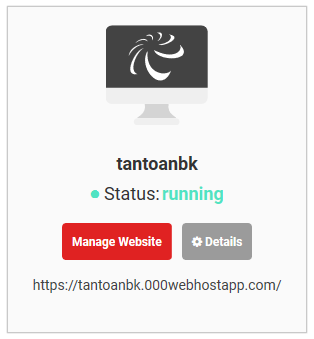 tantoanbk
Status: running
Manage Website
Details
https://tantoanbk.000webhostapp.com/